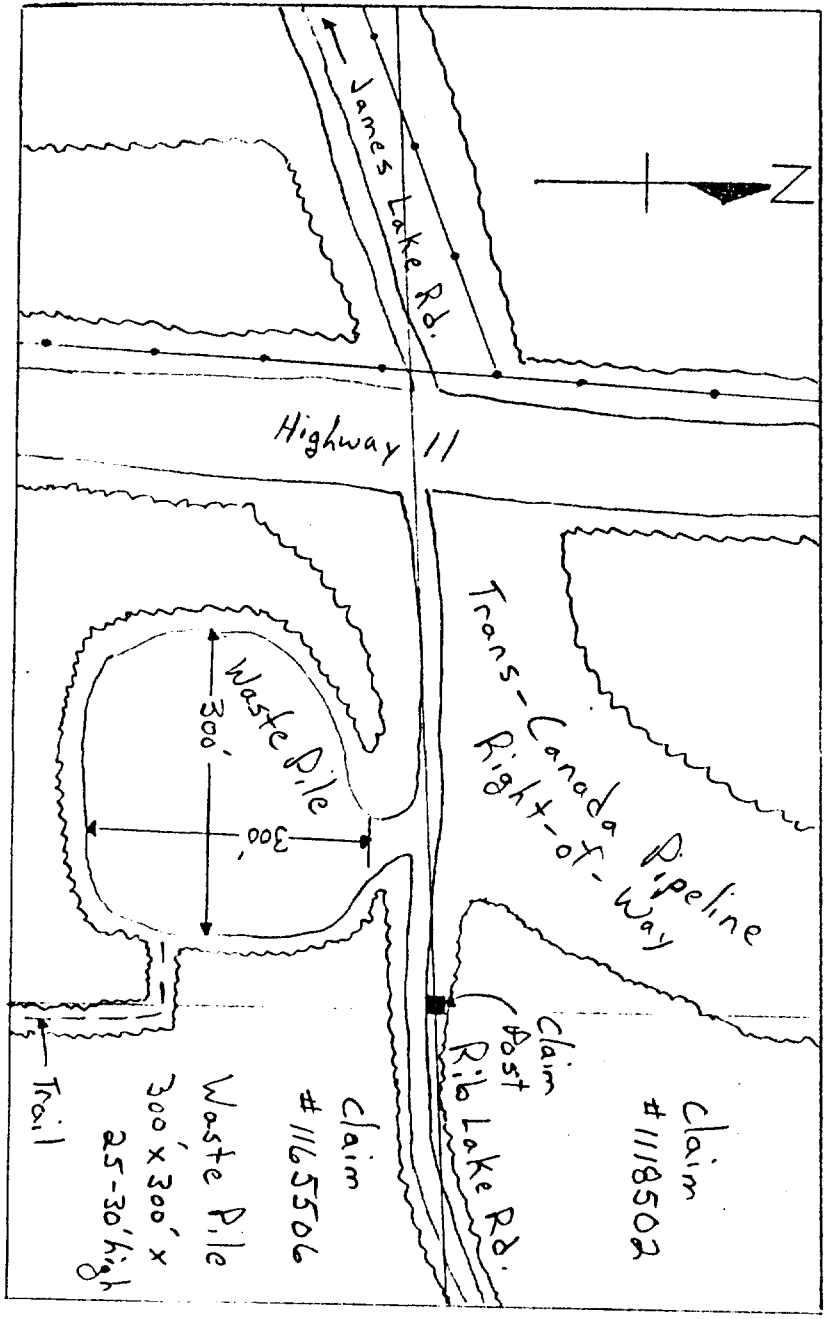 N
James Lake Rd.
Highway 11
Trans-Canada Pipeline
Right-of-Way
Waste Pile
300'
300'
Claim
Post
Rib Lake Rd.
Claim
#1118502
Claim
#1165506
Waste Pile
300' x 300' x
25-30' high
Trail